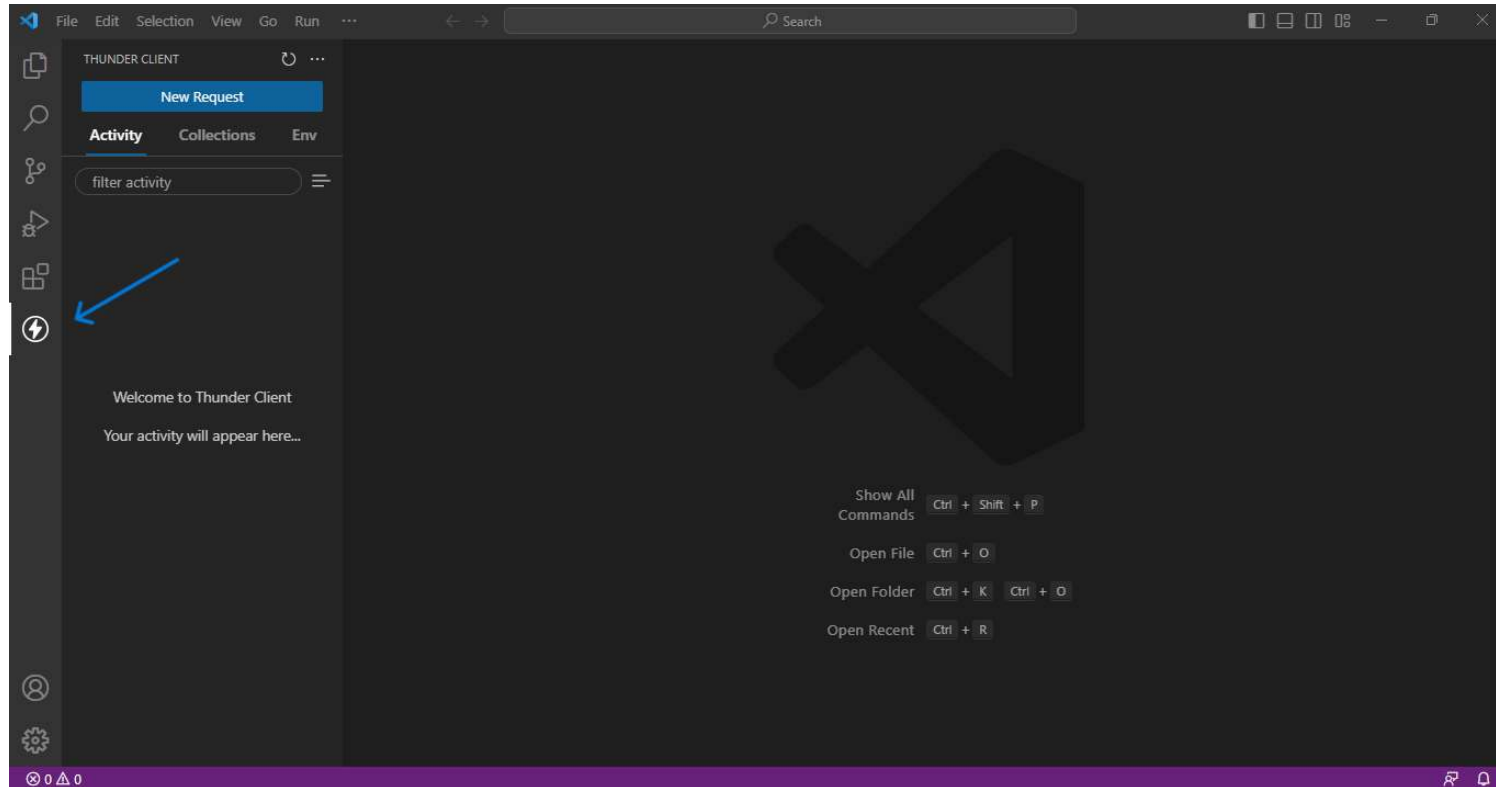 File Edit Selection View Go Run ...
Search
THUNDER CLIENT
New Request
Activity Collections Env
filter activity
Welcome to Thunder Client
Your activity will appear here...
Show All
Commands
Ctrl + Shift + P
Open File Ctrl + O
Open Folder Ctrl + K Ctrl + O
Open Recent Ctrl + R
0 0